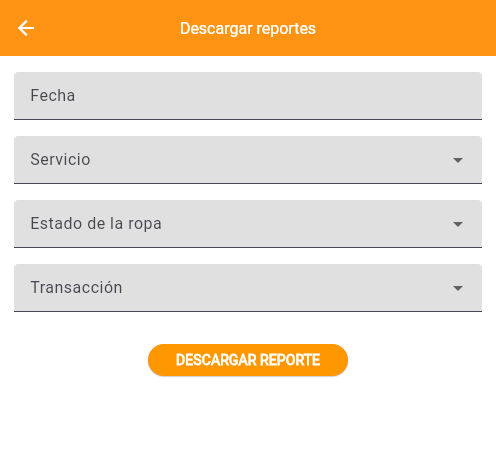 Descargar reportes
Fecha
Servicio
Estado de la ropa
Transacción
DESCARGAR REPORTE